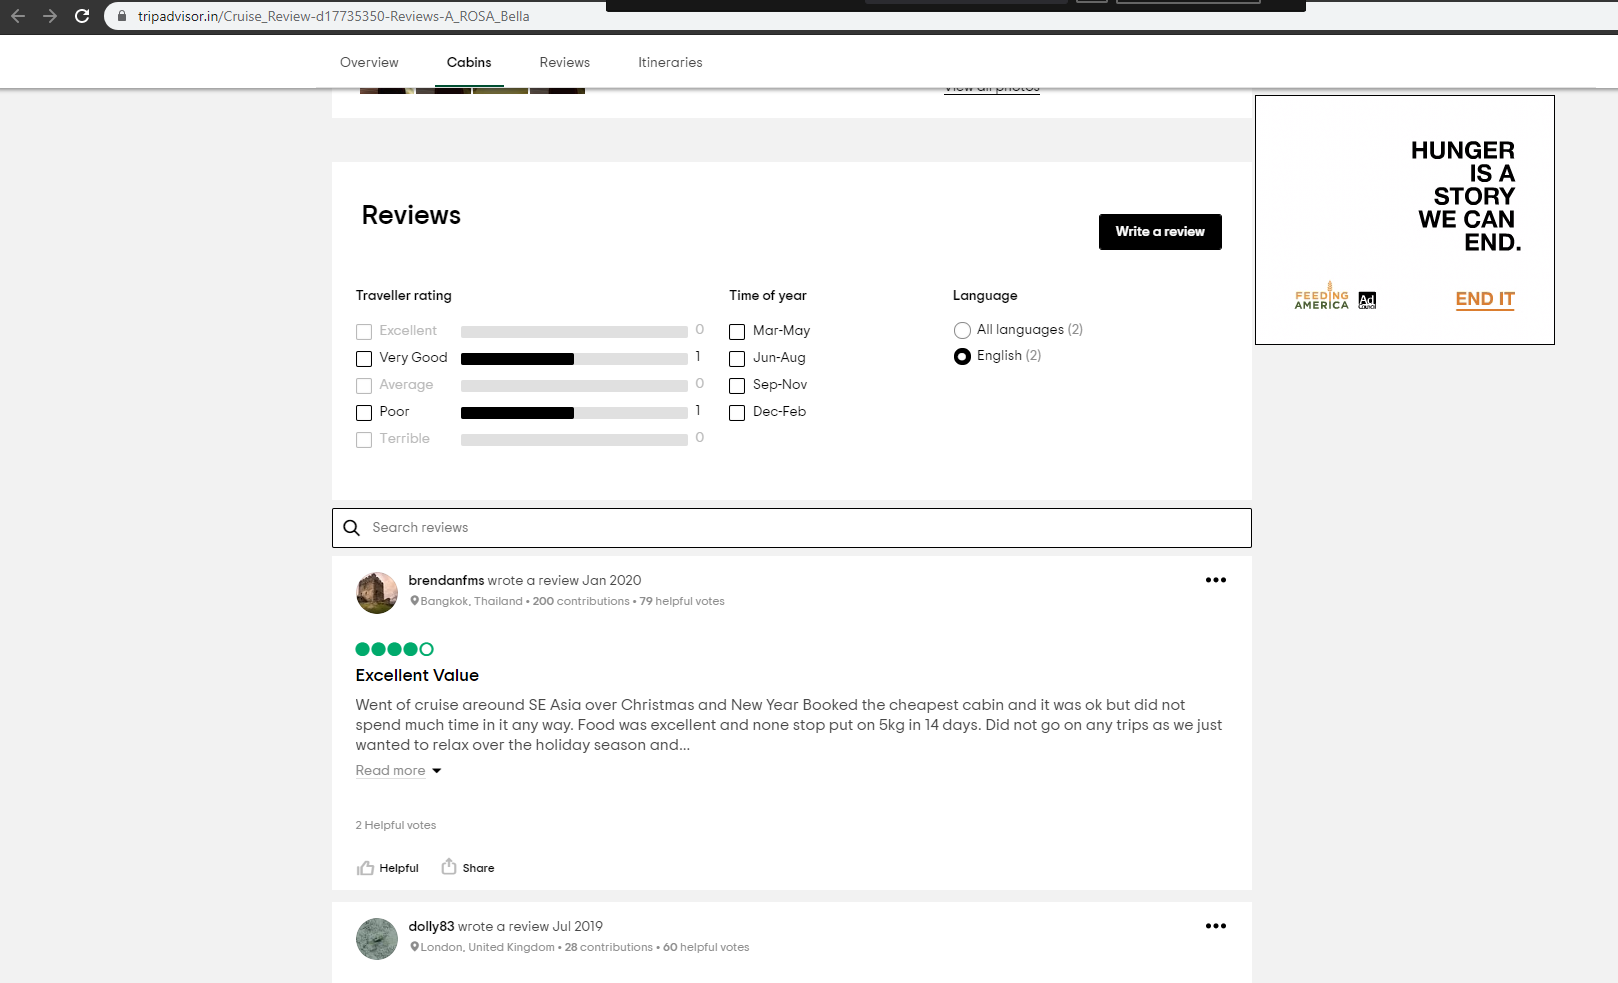 tripadvisor.in/Cruise_Review-d17735350-Reviews-A_ROSA_Bella
Overview Cabins Reviews Itineraries
View all photos
Reviews
Write a review
Traveller rating
Excellent 0
Very Good 1
Average 0
Poor 1
Terrible 0
Time of year
Mar-May
Jun-Aug
Sep-Nov
Dec-Feb
Language
All languages (2)
English (2)
HUNGER
IS A
STORY
WE CAN
END.
FEEDING
AMERICA
Ad
Council
END IT
Search reviews
brendanfms wrote a review Jan 2020
Bangkok, Thailand • 200 contributions • 79 helpful votes
Excellent Value
Went of cruise areound SE Asia over Christmas and New Year Booked the cheapest cabin and it was ok but did not
spend much time in it any way. Food was excellent and none stop put on 5kg in 14 days. Did not go on any trips as we just
wanted to relax over the holiday season and...
Read more
2 Helpful votes
Helpful Share
dolly83 wrote a review Jul 2019
London, United Kingdom • 28 contributions • 60 helpful votes